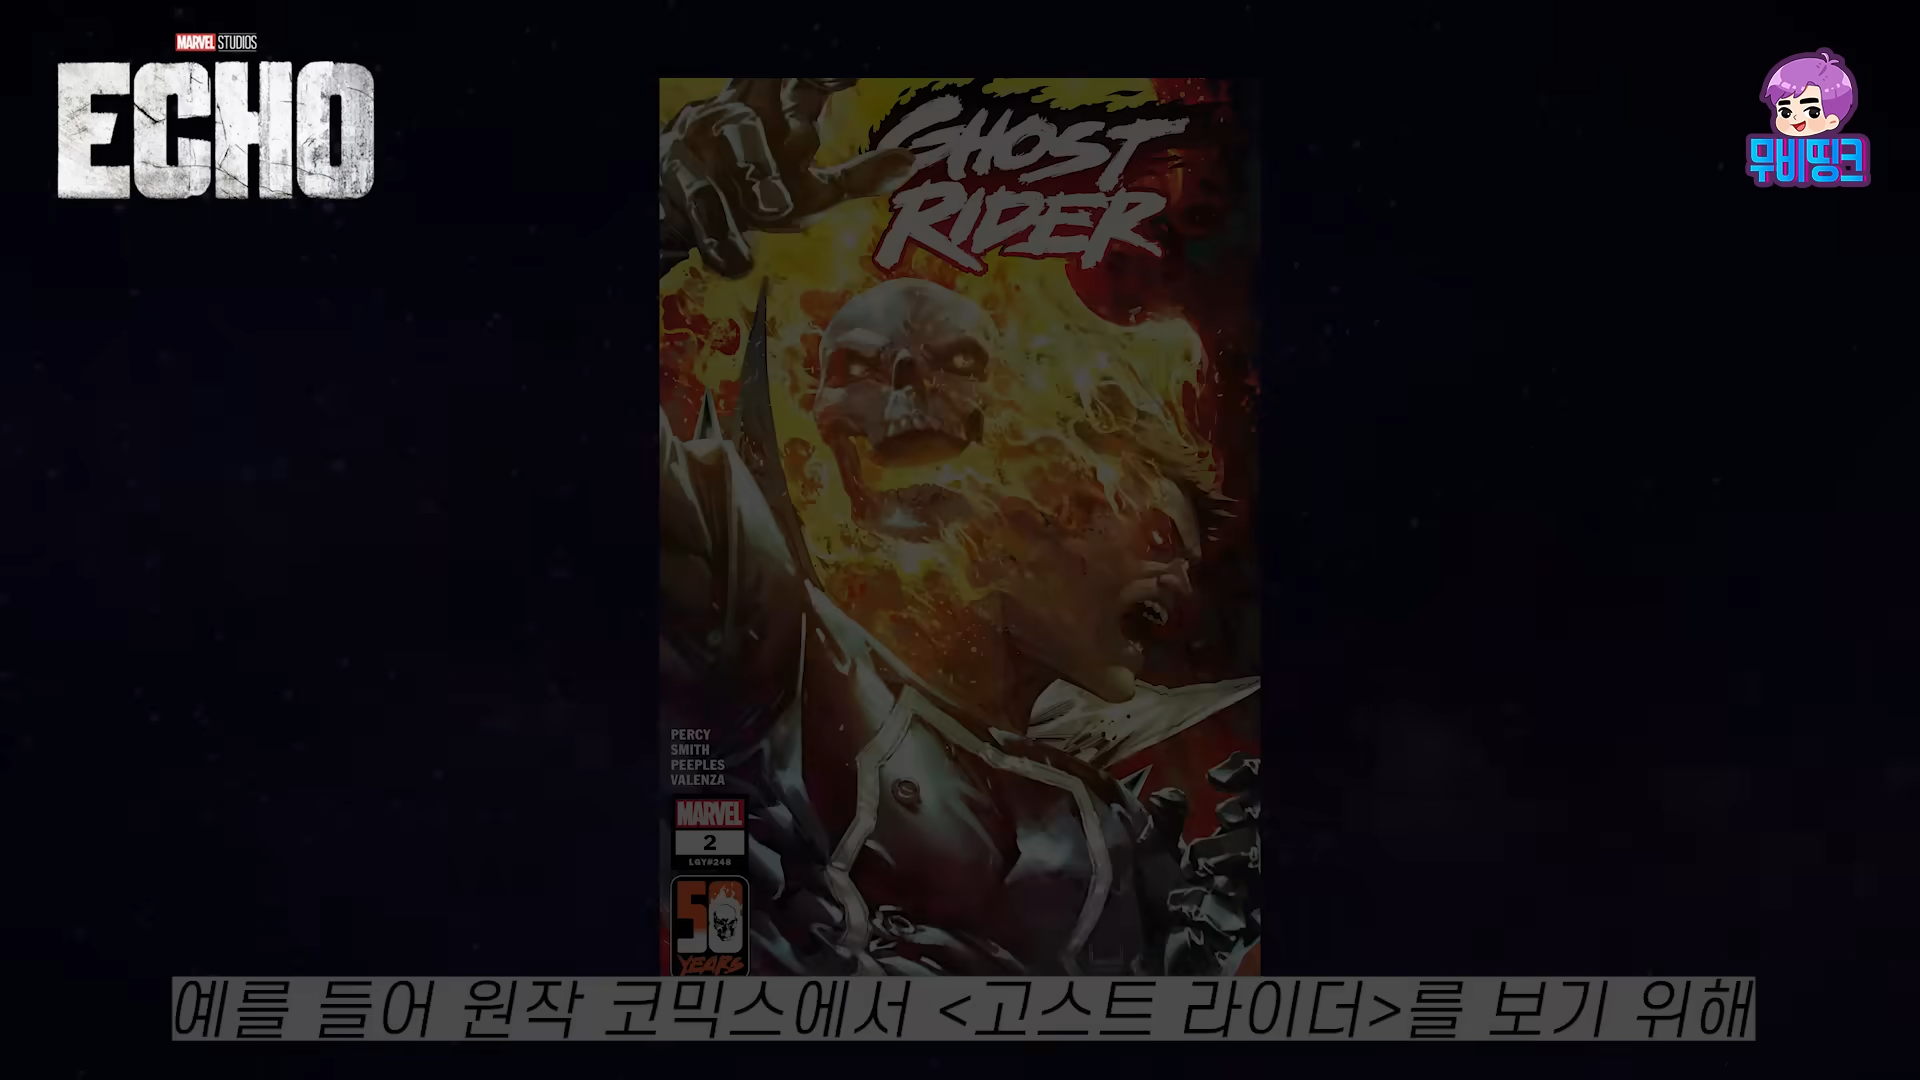 MARVEL STUDIOS
ECHO
무비띵크
GHOST
RIDER
PERCY
SMITH
PEEPLES
VALENZA
MARVEL
2
LGY#248
50
YEARS
예를 들어 원작 코믹스에서 <고스트 라이더>를 보기 위해